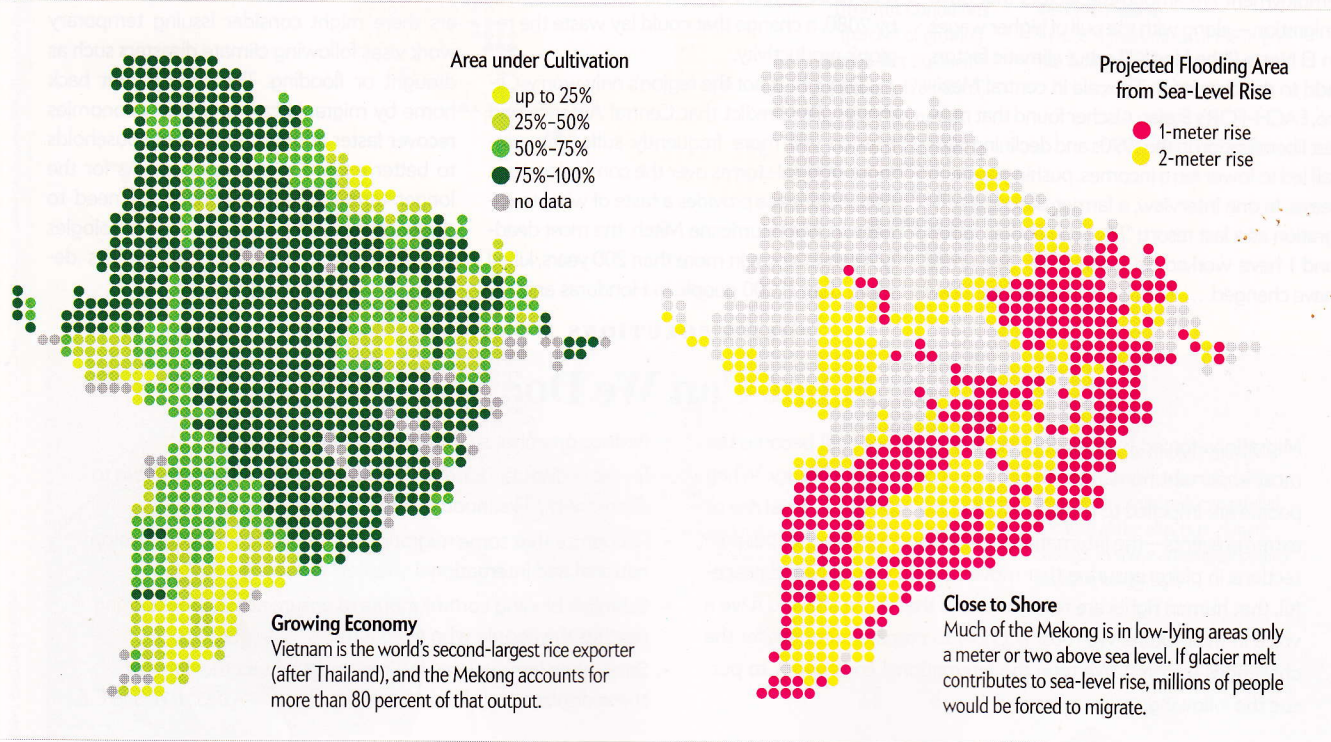 Area under Cultivation
up to 25%
25%–50%
50%–75%
75%–100%
no data
Growing Economy
Vietnam is the world's second-largest rice exporter
(after Thailand), and the Mekong accounts for
more than 80 percent of that output.
Projected Flooding Area
from Sea-Level Rise
1-meter rise
2-meter rise
Close to Shore
Much of the Mekong is in low-lying areas only
a meter or two above sea level. If glacier melt
contributes to sea-level rise, millions of people
would be forced to migrate.